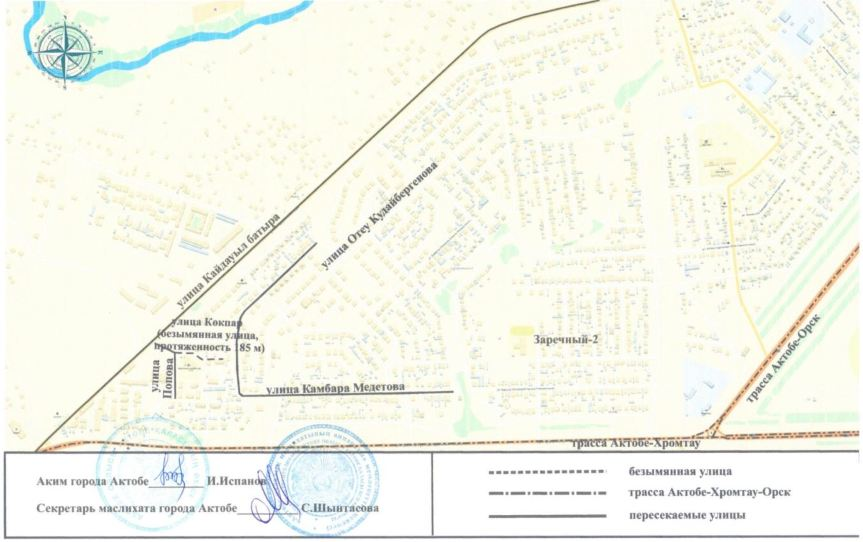 улица Кайдауыл батыра
улица Отеу Кудайбергенова
улица Кокпар
(безымянная улица,
протяженность 185 м)
улица
Попова
улица Камбара Медетова
Заречный-2
трасса Актобе-Орск
трасса Актобе-Хромтау
Аким города Актобе И.Испанов
Секретарь маслихата города Актобе С.Шынтасова
безымянная улица
трасса Актобе-Хромтау-Орск
пересекаемые улицы